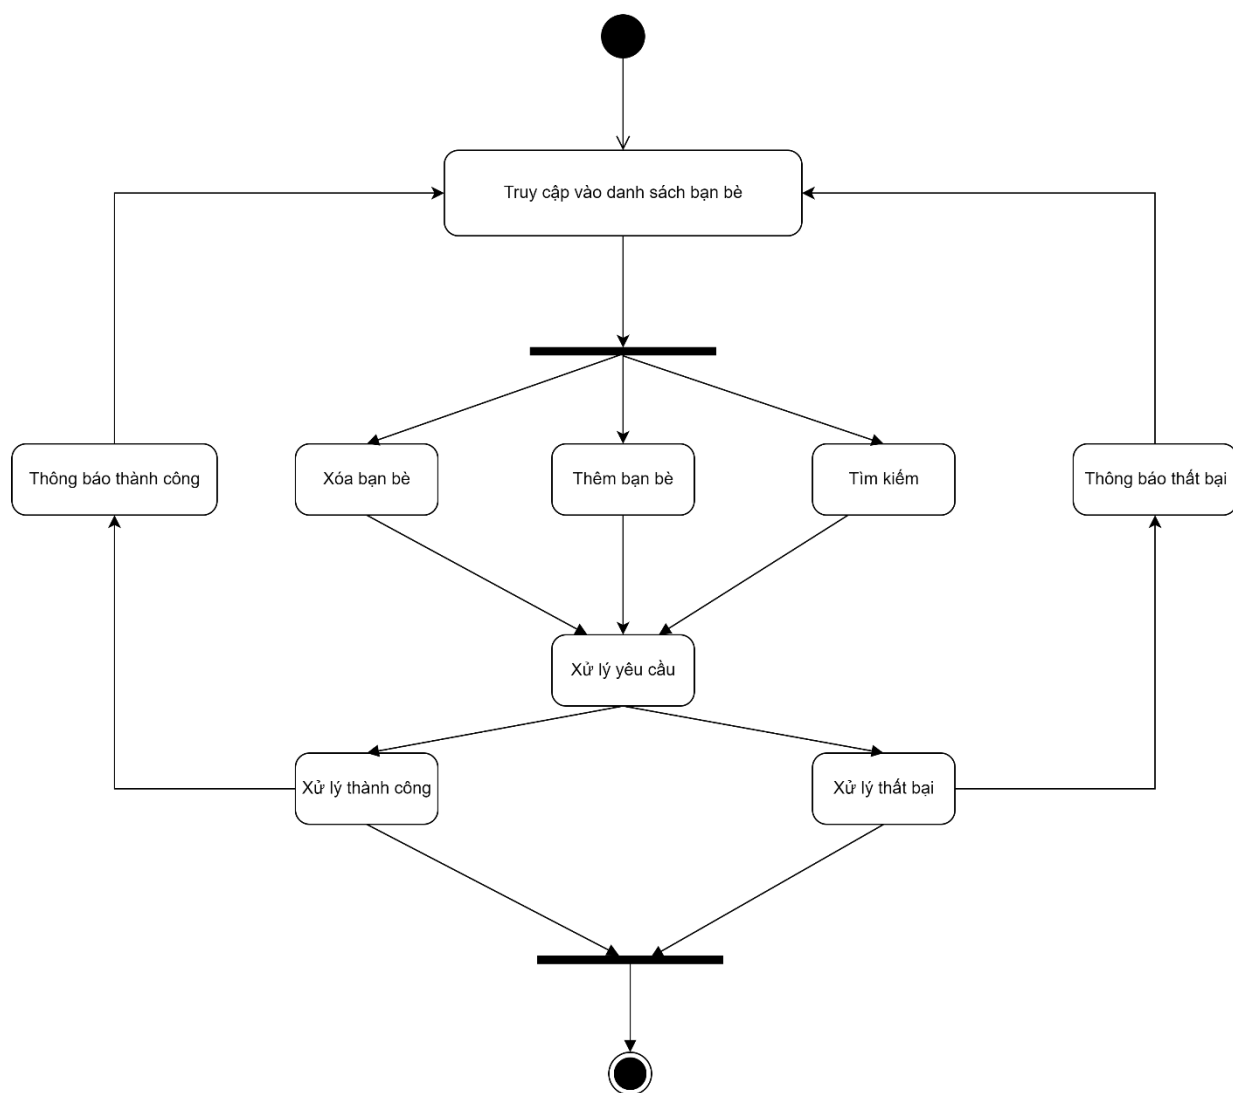 Truy cập vào danh sách bạn bè
Thông báo thành công
Xóa bạn bè
Thêm bạn bè
Tìm kiếm
Thông báo thất bại
Xử lý yêu cầu
Xử lý thành công
Xử lý thất bại